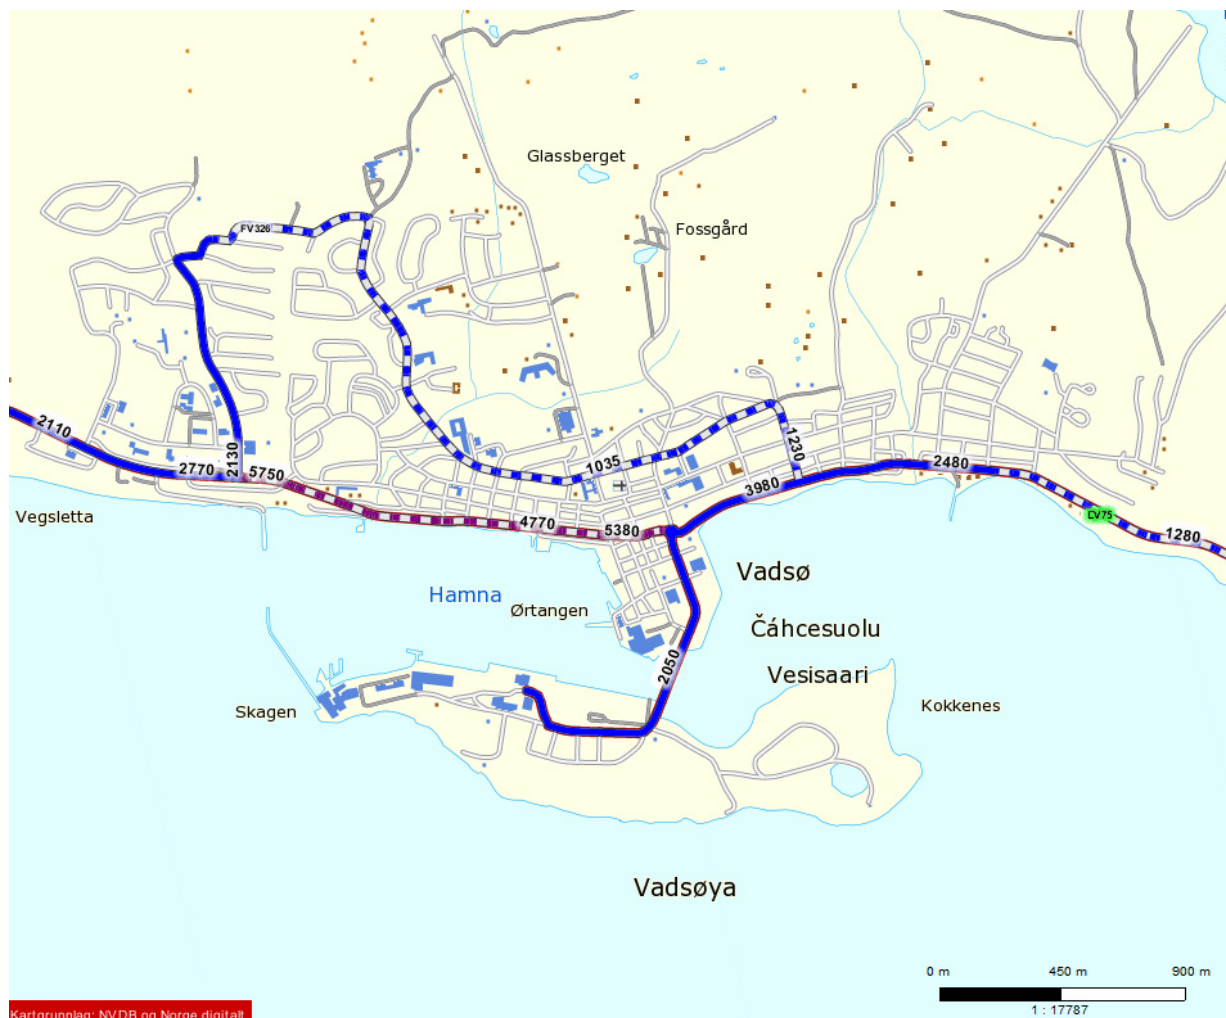 Glassberget
Fossgård
FV326
2110
2770
2130
5750
1035
1230
3980
2480
EV75
1280
4770
5380
Vegsletta
Hamna
Ørtangen
Vadsø
Čáhcesuolu
Vesisaari
2050
Skagen
Kokkenes
Vadsøya
0 m 450 m 900 m
1 : 17787
Kartgrunnlag: NVDB og Norge digitalt